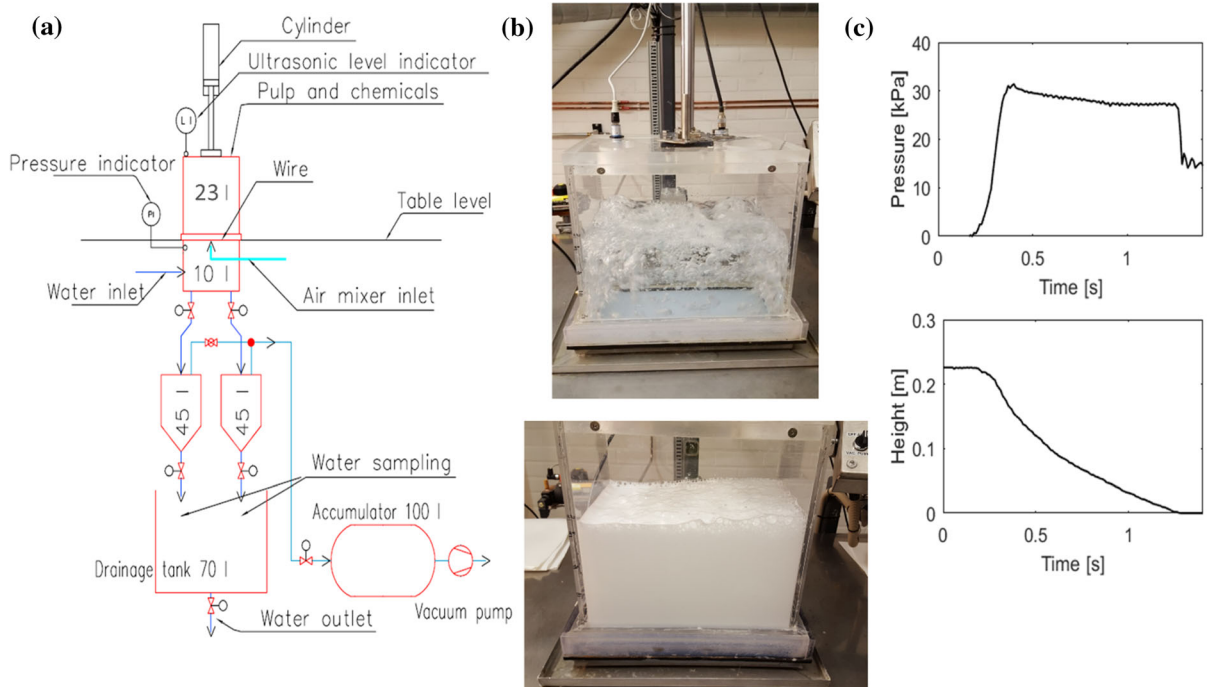 (a)
Cylinder
Ultrasonic level indicator
Pulp and chemicals
L I
Pressure indicator
Wire
23 l
PI
Table level
10 l
Water inlet
Air mixer inlet
45 l
45 l
Water sampling
Accumulator 100 l
Drainage tank 70 l
Vacuum pump
Water outlet
(b)
(c)
40
30
20
10
0
Pressure [kPa]
0.5
1
Time [s]
0.3
0.2
0.1
0
Height [m]
0
0.5
1
Time [s]